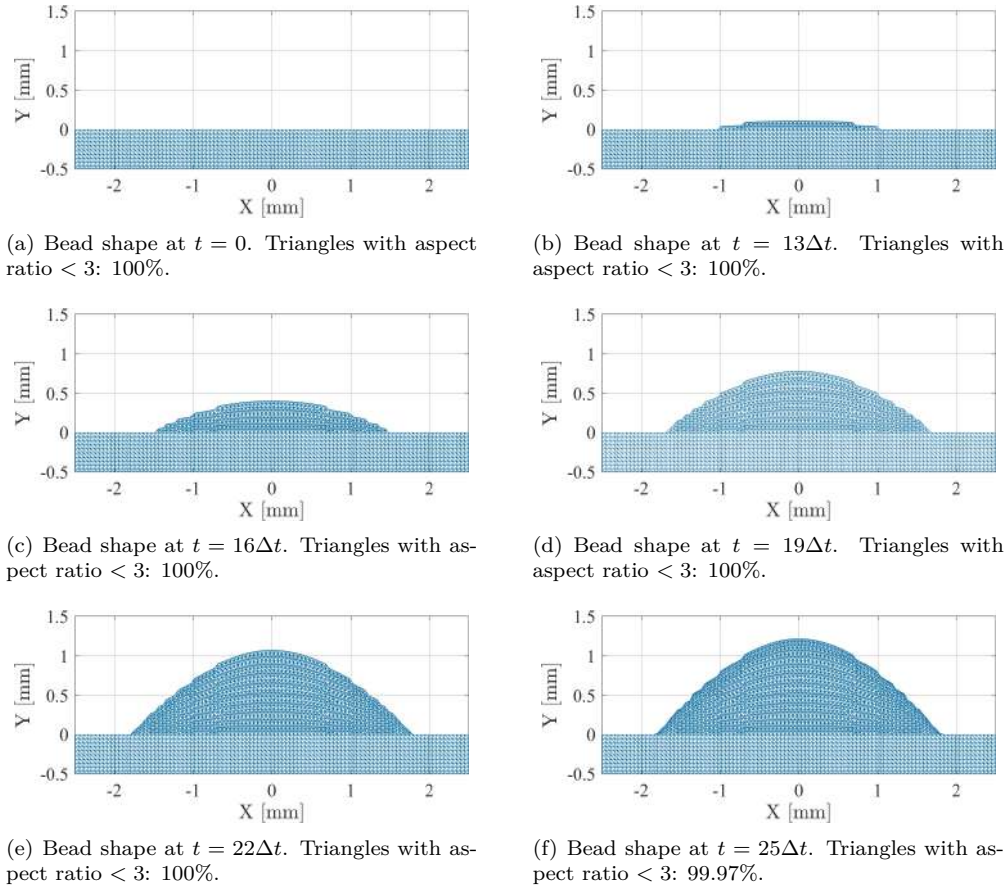 1.5
1
0.5
0
-0.5
Y [mm]
-2 -1 0 1 2
X [mm]
(a) Bead shape at t = 0. Triangles with aspect
ratio < 3: 100%.
1.5
1
0.5
0
-0.5
Y [mm]
-2 -1 0 1 2
X [mm]
(b) Bead shape at t = 13Δt. Triangles with
aspect ratio < 3: 100%.
1.5
1
0.5
0
-0.5
Y [mm]
-2 -1 0 1 2
X [mm]
(c) Bead shape at t = 16Δt. Triangles with as-
pect ratio < 3: 100%.
1.5
1
0.5
0
-0.5
Y [mm]
-2 -1 0 1 2
X [mm]
(d) Bead shape at t = 19Δt. Triangles with
aspect ratio < 3: 100%.
1.5
1
0.5
0
-0.5
Y [mm]
-2 -1 0 1 2
X [mm]
(e) Bead shape at t = 22Δt. Triangles with as-
pect ratio < 3: 100%.
1.5
1
0.5
0
-0.5
Y [mm]
-2 -1 0 1 2
X [mm]
(f) Bead shape at t = 25Δt. Triangles with as-
pect ratio < 3: 99.97%.